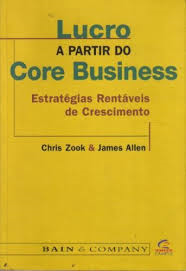 Lucro
A PARTIR DO
Core Business
Estratégias Rentáveis
de Crescimento
Chris Zook & James Allen
BAIN & COMPANY